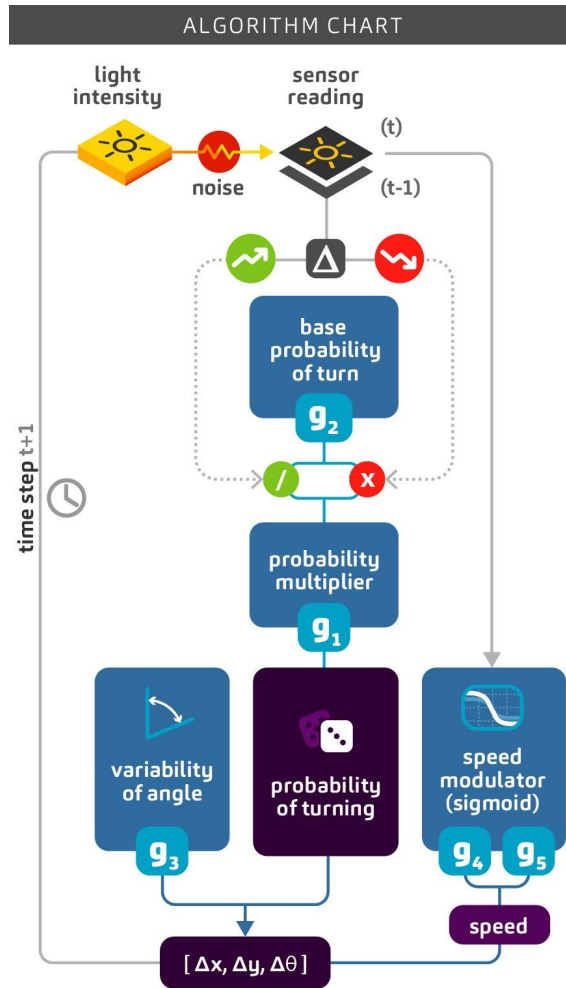 ALGORITHM CHART
light
intensity
sensor
reading
(t)
(t-1)
noise
Δ
base
probability
of turn
g₂
/
x
time step t+1
probability
multiplier
g₁
variability
of angle
g₃
probability
of turning
speed
modulator
(sigmoid)
g₄
g₅
speed
[ Δx, Δy, Δθ ]